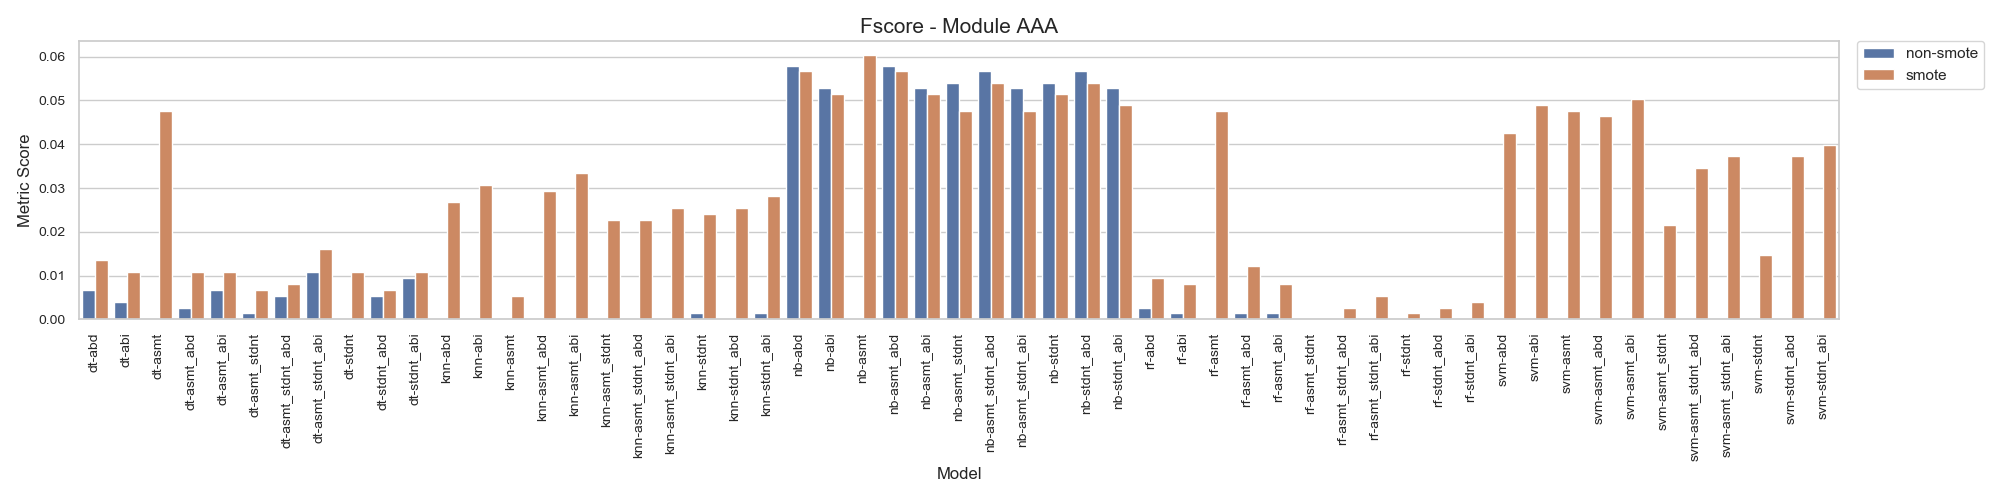 Fscore - Module AAA
non-smote
smote
Metric Score
0.06
0.05
0.04
0.03
0.02
0.01
0.00
dt-abd
dt-abi
dt-asmt
dt-asmt_abd
dt-asmt_abi
dt-asmt_stdnt
dt-asmt_stdnt_abd
dt-asmt_stdnt_abi
dt-stdnt
dt-stdnt_abd
dt-stdnt_abi
knn-abd
knn-abi
knn-asmt
knn-asmt_abd
knn-asmt_abi
knn-asmt_stdnt
knn-asmt_stdnt_abd
knn-asmt_stdnt_abi
knn-stdnt
knn-stdnt_abd
knn-stdnt_abi
nb-abd
nb-abi
nb-asmt
nb-asmt_abd
nb-asmt_abi
nb-asmt_stdnt
nb-asmt_stdnt_abd
nb-asmt_stdnt_abi
nb-stdnt
nb-stdnt_abd
nb-stdnt_abi
rf-abd
rf-abi
rf-asmt
rf-asmt_abd
rf-asmt_abi
rf-asmt_stdnt
rf-asmt_stdnt_abd
rf-asmt_stdnt_abi
rf-stdnt
rf-stdnt_abd
rf-stdnt_abi
svm-abd
svm-abi
svm-asmt
svm-asmt_abd
svm-asmt_abi
svm-asmt_stdnt
svm-asmt_stdnt_abd
svm-asmt_stdnt_abi
svm-stdnt
svm-stdnt_abd
svm-stdnt_abi
Model